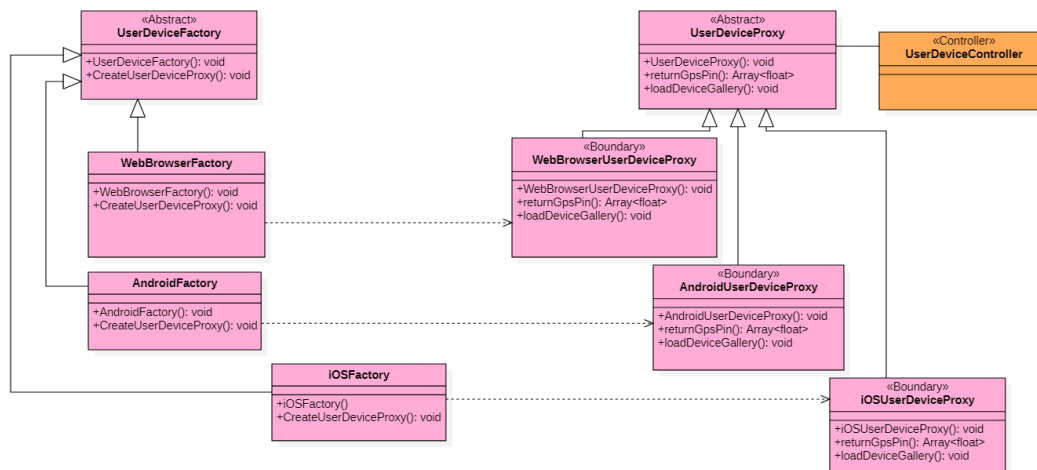 «Abstract»
UserDeviceFactory
+UserDeviceFactory(): void
+CreateUserDeviceProxy(): void
«Abstract»
UserDeviceProxy
+UserDeviceProxy(): void
+returnGpsPin(): Array<float>
+loadDeviceGallery(): void
«Controller»
UserDeviceController
WebBrowserFactory
+WebBrowserFactory(): void
+CreateUserDeviceProxy(): void
«Boundary»
WebBrowserUserDeviceProxy
+WebBrowserUserDeviceProxy(): void
+returnGpsPin(): Array<float>
+loadDeviceGallery(): void
AndroidFactory
+AndroidFactory(): void
+CreateUserDeviceProxy(): void
«Boundary»
AndroidUserDeviceProxy
+AndroidUserDeviceProxy(): void
+returnGpsPin(): Array<float>
+loadDeviceGallery(): void
iOSFactory
+iOSFactory()
+CreateUserDeviceProxy(): void
«Boundary»
iOSUserDeviceProxy
+iOSUserDeviceProxy(): void
+returnGpsPin(): Array<float>
+loadDeviceGallery(): void